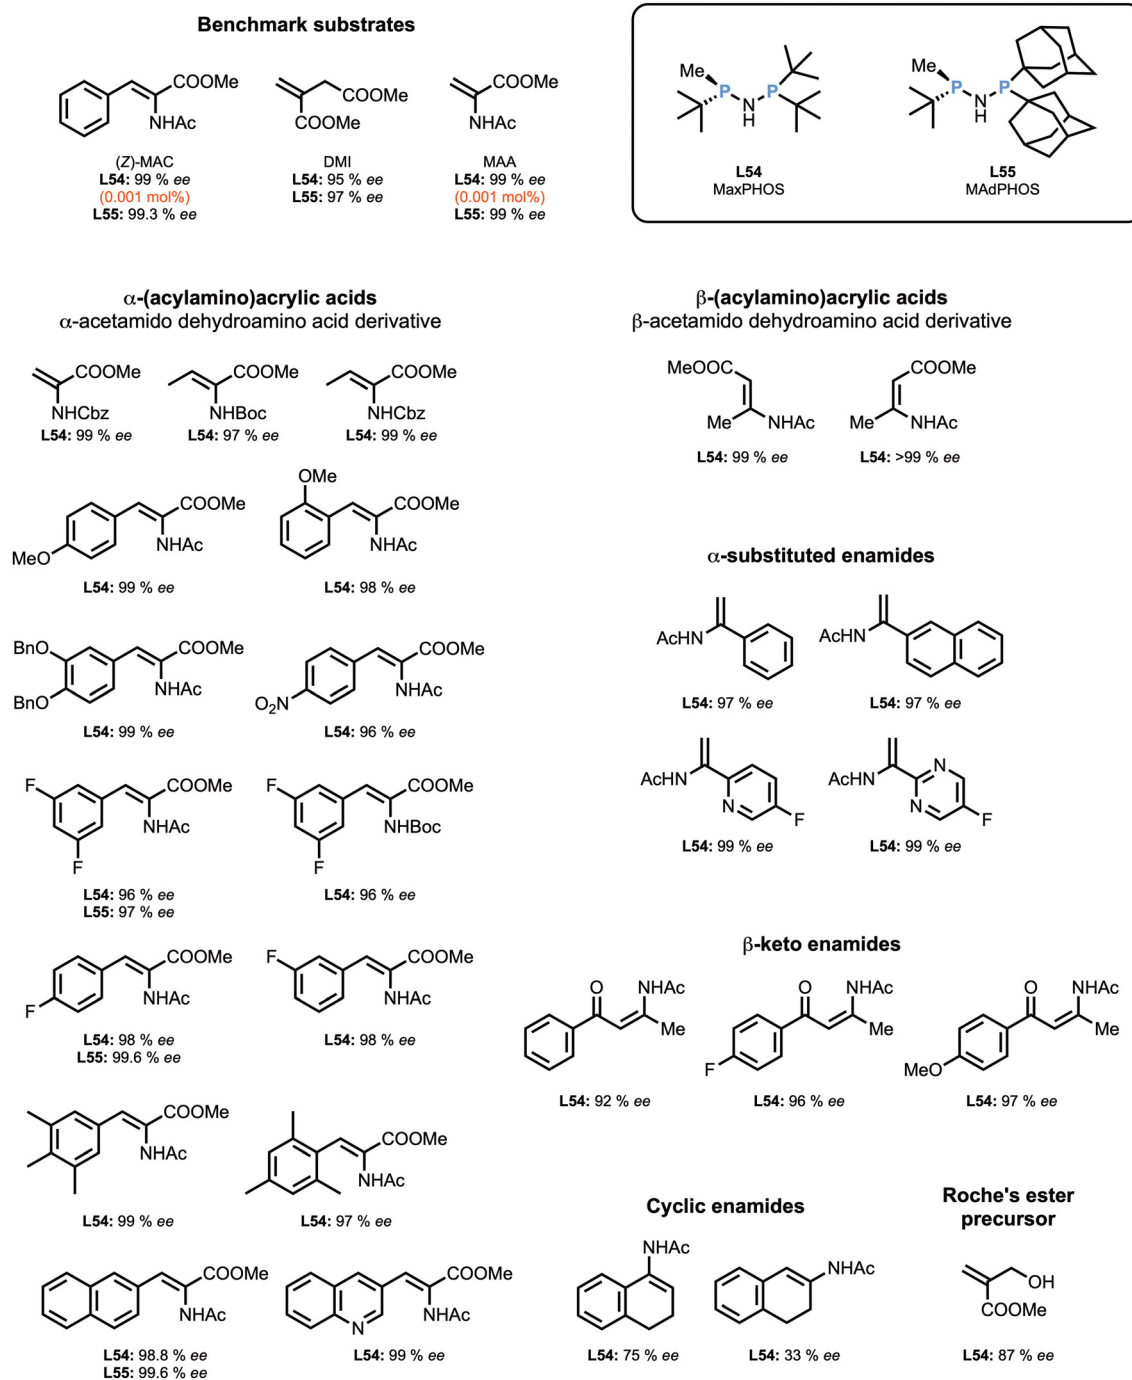 Benchmark substrates
COOMe
NHAc
(Z)-MAC
L54: 99 % ee
(0.001 mol%)
L55: 99.3 % ee
COOMe
COOMe
DMI
L54: 95 % ee
L55: 97 % ee
COOMe
NHAc
MAA
L54: 99 % ee
(0.001 mol%)
L55: 99 % ee
Me
P
N
H
P
L54
MaxPHOS
Me
P
N
H
P
L55
MAdPHOS
α-(acylamino)acrylic acids
α-acetamido dehydroamino acid derivative
COOMe
NHCbz
L54: 99 % ee
COOMe
NHBoc
L54: 97 % ee
COOMe
NHCbz
L54: 99 % ee
COOMe
NHAc
MeO
L54: 99 % ee
OMe
COOMe
NHAc
L54: 98 % ee
BnO
COOMe
NHAc
BnO
L54: 99 % ee
COOMe
NHAc
O2N
L54: 96 % ee
F
COOMe
NHAc
F
L54: 96 % ee
L55: 97 % ee
F
COOMe
NHBoc
F
L54: 96 % ee
COOMe
NHAc
F
L54: 98 % ee
L55: 99.6 % ee
F
COOMe
NHAc
L54: 98 % ee
COOMe
NHAc
L54: 99 % ee
COOMe
NHAc
L54: 97 % ee
COOMe
NHAc
L54: 98.8 % ee
L55: 99.6 % ee
COOMe
NHAc
N
L54: 99 % ee
β-(acylamino)acrylic acids
β-acetamido dehydroamino acid derivative
MeOOC
Me
NHAc
L54: 99 % ee
COOMe
Me
NHAc
L54: >99 % ee
α-substituted enamides
AcHN
L54: 97 % ee
AcHN
L54: 97 % ee
AcHN
N
F
L54: 99 % ee
AcHN
N
N
F
L54: 99 % ee
β-keto enamides
O
NHAc
Me
L54: 92 % ee
O
NHAc
Me
F
L54: 96 % ee
O
NHAc
Me
MeO
L54: 97 % ee
Cyclic enamides
NHAc
L54: 75 % ee
NHAc
L54: 33 % ee
Roche's ester
precursor
OH
COOMe
L54: 87 % ee